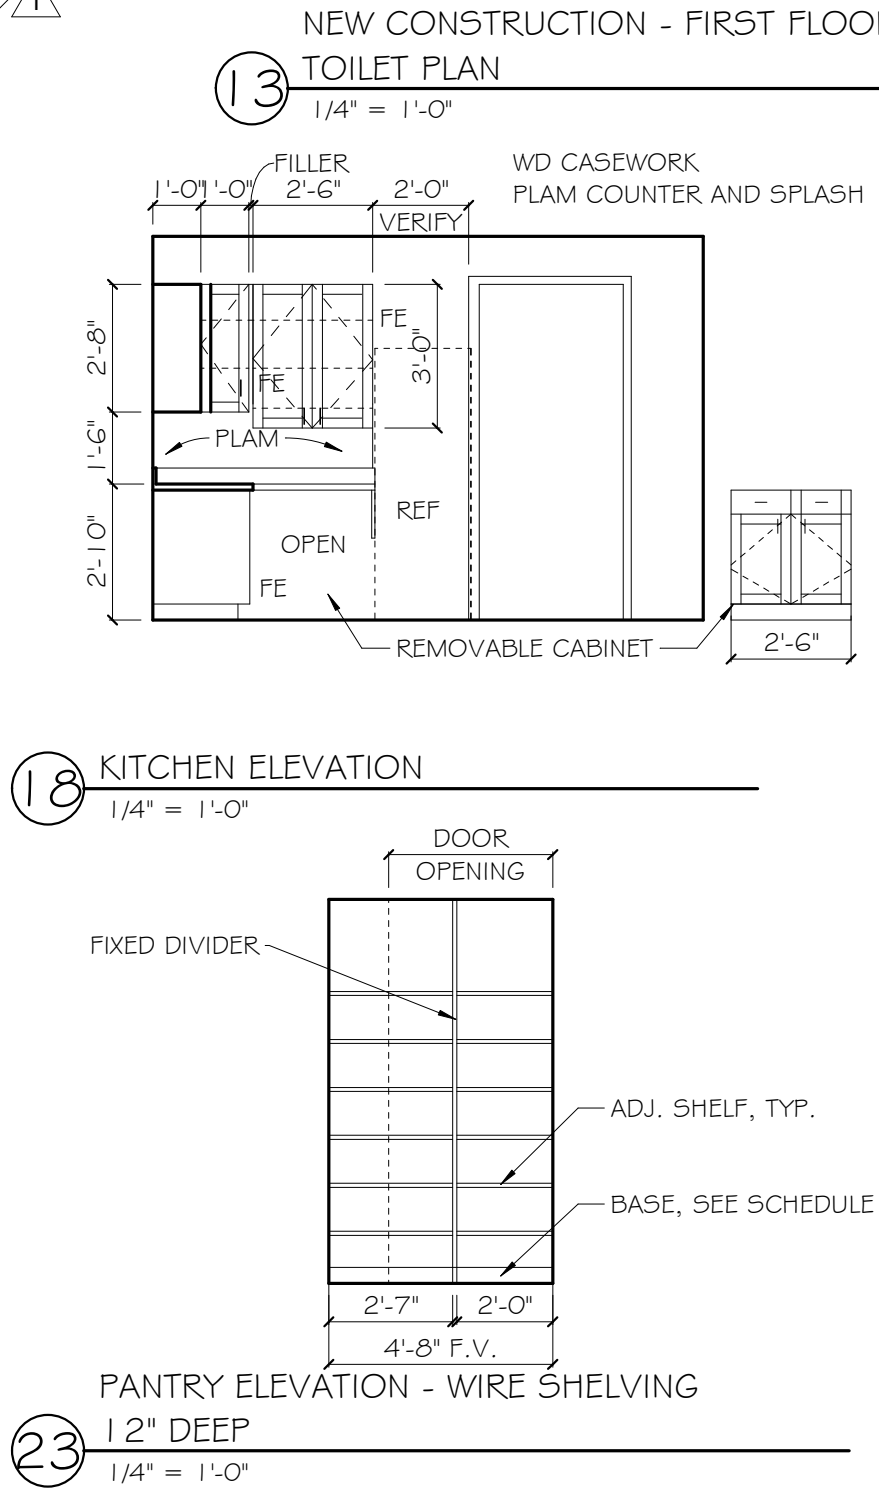 1
NEW CONSTRUCTION - FIRST FLOO
TOILET PLAN
13
1/4" = 1'-0"
FILLER
WD CASEWORK
PLAM COUNTER AND SPLASH
1'-0" 1'-0" 2'-6" 2'-0"
VERIFY
FE
2'-8"
3'-0"
FE
PLAM
1'-6"
REF
OPEN
2'-10"
FE
REMOVABLE CABINET
2'-6"
18
KITCHEN ELEVATION
1/4" = 1'-0"
DOOR
OPENING
FIXED DIVIDER
ADJ. SHELF, TYP.
BASE, SEE SCHEDULE
2'-7" 2'-0"
4'-8" F.V.
PANTRY ELEVATION - WIRE SHELVING
12" DEEP
23
1/4" = 1'-0"